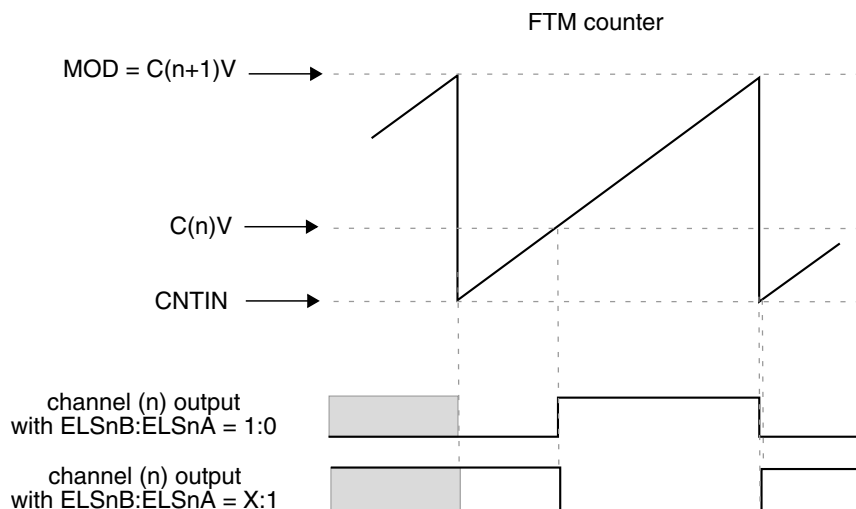 FTM counter
MOD = C(n+1)V
C(n)V
CNTIN
channel (n) output
with ELSnB:ELSnA = 1:0
channel (n) output
with ELSnB:ELSnA = X:1